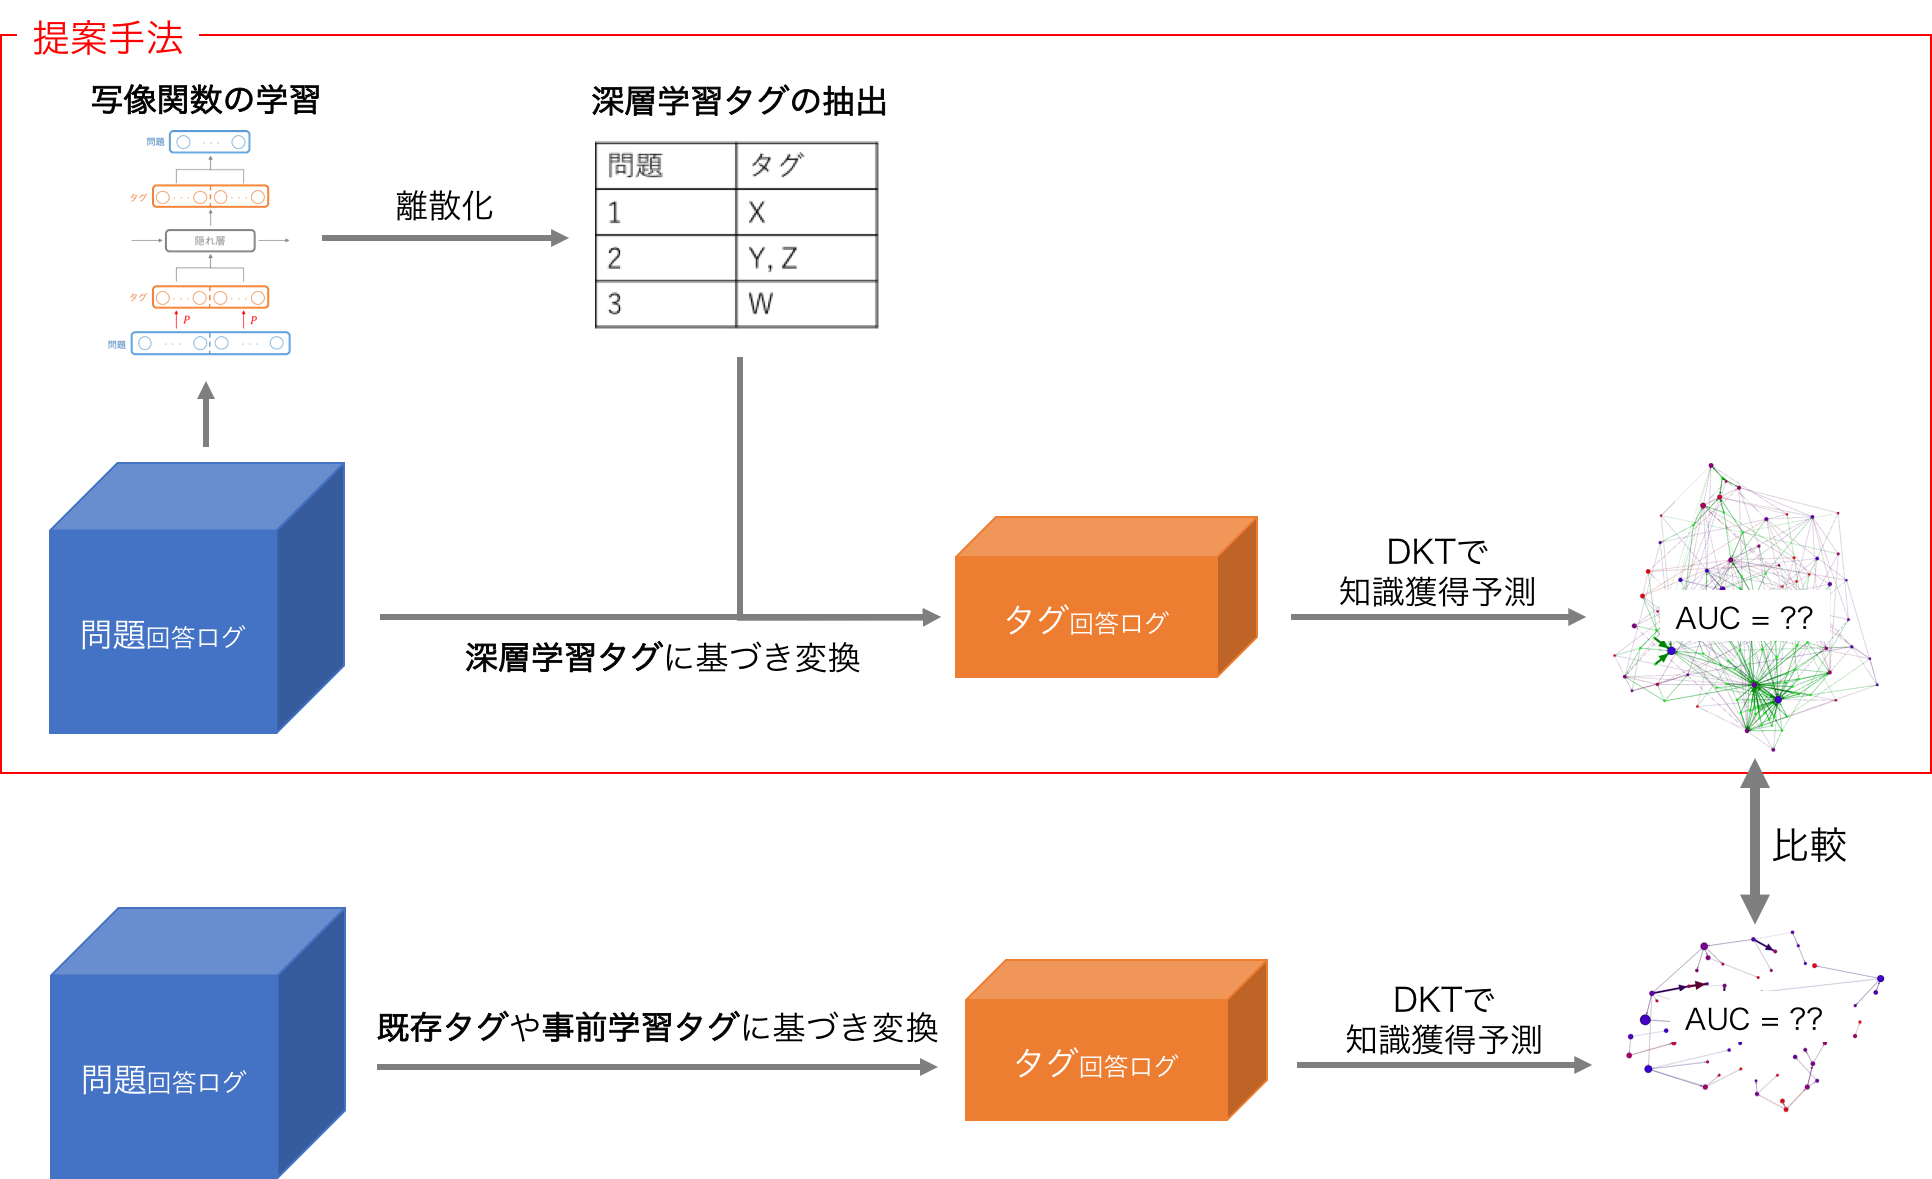 提案手法
写像関数の学習
問題 ・・・
タグ ・・・ ・・・
隠れ層
タグ ・・・ ・・・
P P
問題 ・・・ ・・・
離散化
深層学習タグの抽出
問題 タグ
1 X
2 Y, Z
3 W
問題回答ログ
深層学習タグに基づき変換
タグ回答ログ
DKTで
知識獲得予測
AUC = ??
比較
問題回答ログ
既存タグや事前学習タグに基づき変換
タグ回答ログ
DKTで
知識獲得予測
AUC = ??